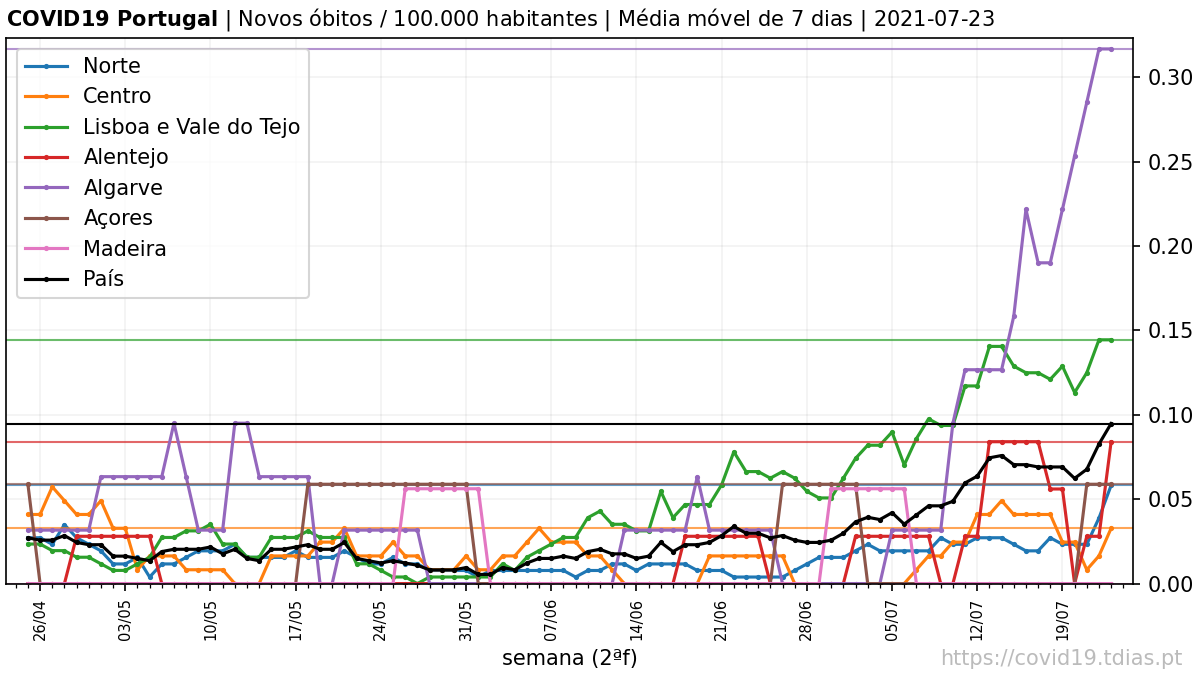 COVID19 Portugal | Novos óbitos / 100.000 habitantes | Média móvel de 7 dias | 2021-07-23
Norte
Centro
Lisboa e Vale do Tejo
Alentejo
Algarve
Açores
Madeira
País
0.30
0.25
0.20
0.15
0.10
0.05
0.00
26/04 03/05 10/05 17/05 24/05 31/05 07/06 14/06 21/06 28/06 05/07 12/07 19/07
semana (2ªf)
https://covid19.tdias.pt